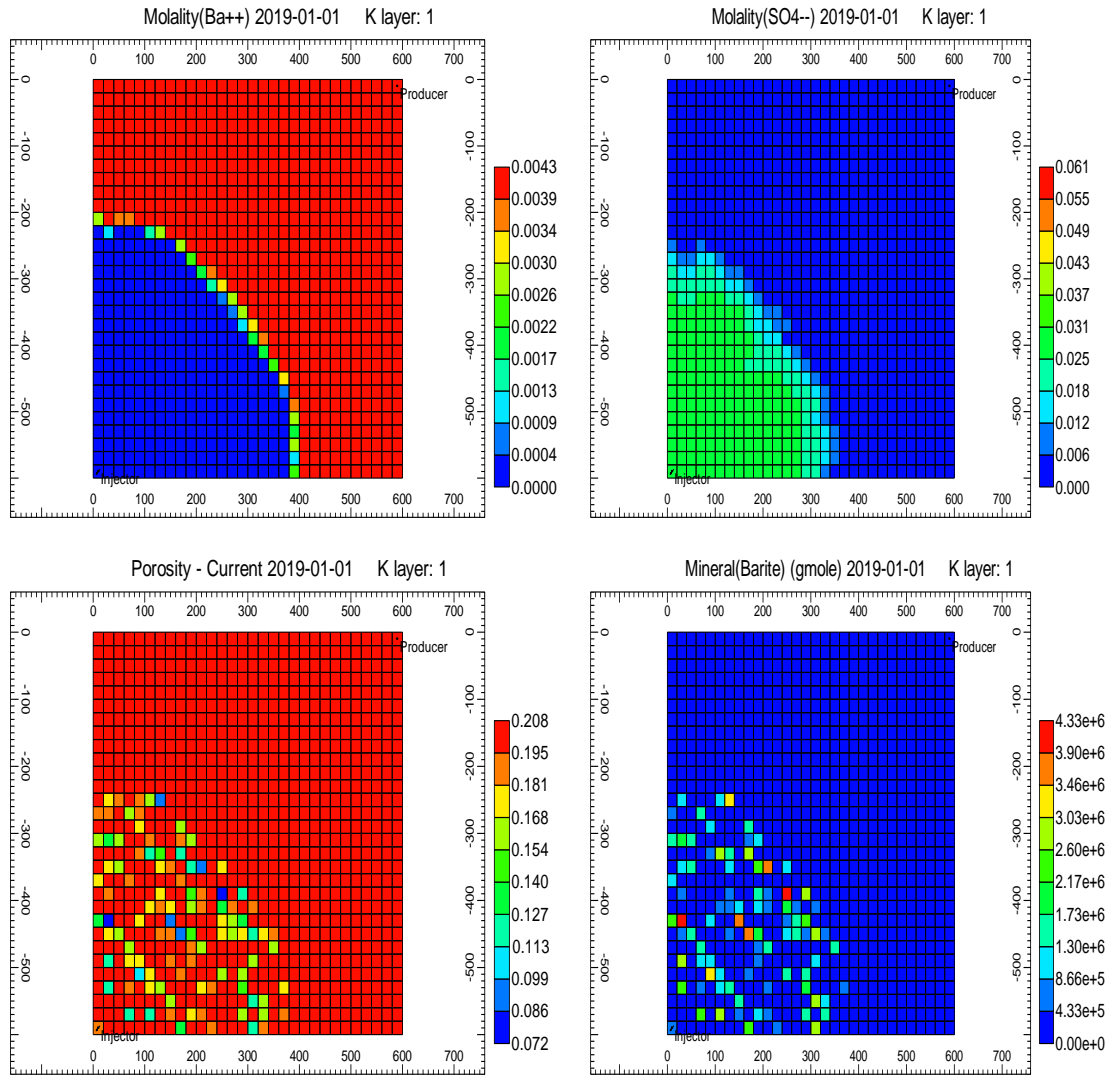 Molality(Ba++) 2019-01-01 K layer: 1
0 100 200 300 400 500 600 700
0 -100 -200 -300 -400 -500
0 -100 -200 -300 -400 -500
Producer
Injector
0 100 200 300 400 500 600 700
0.0043
0.0039
0.0034
0.0030
0.0026
0.0022
0.0017
0.0013
0.0009
0.0004
0.0000
Molality(SO4--) 2019-01-01 K layer: 1
0 100 200 300 400 500 600 700
0 -100 -200 -300 -400 -500
0 -100 -200 -300 -400 -500
Producer
Injector
0 100 200 300 400 500 600 700
0.061
0.055
0.049
0.043
0.037
0.031
0.025
0.018
0.012
0.006
0.000
Porosity - Current 2019-01-01 K layer: 1
0 100 200 300 400 500 600 700
0 -100 -200 -300 -400 -500
0 -100 -200 -300 -400 -500
Producer
Injector
0 100 200 300 400 500 600 700
0.208
0.195
0.181
0.168
0.154
0.140
0.127
0.113
0.099
0.086
0.072
Mineral(Barite) (gmole) 2019-01-01 K layer: 1
0 100 200 300 400 500 600 700
0 -100 -200 -300 -400 -500
0 -100 -200 -300 -400 -500
Producer
Injector
0 100 200 300 400 500 600 700
4.33e+6
3.90e+6
3.46e+6
3.03e+6
2.60e+6
2.17e+6
1.73e+6
1.30e+6
8.66e+5
4.33e+5
0.00e+0